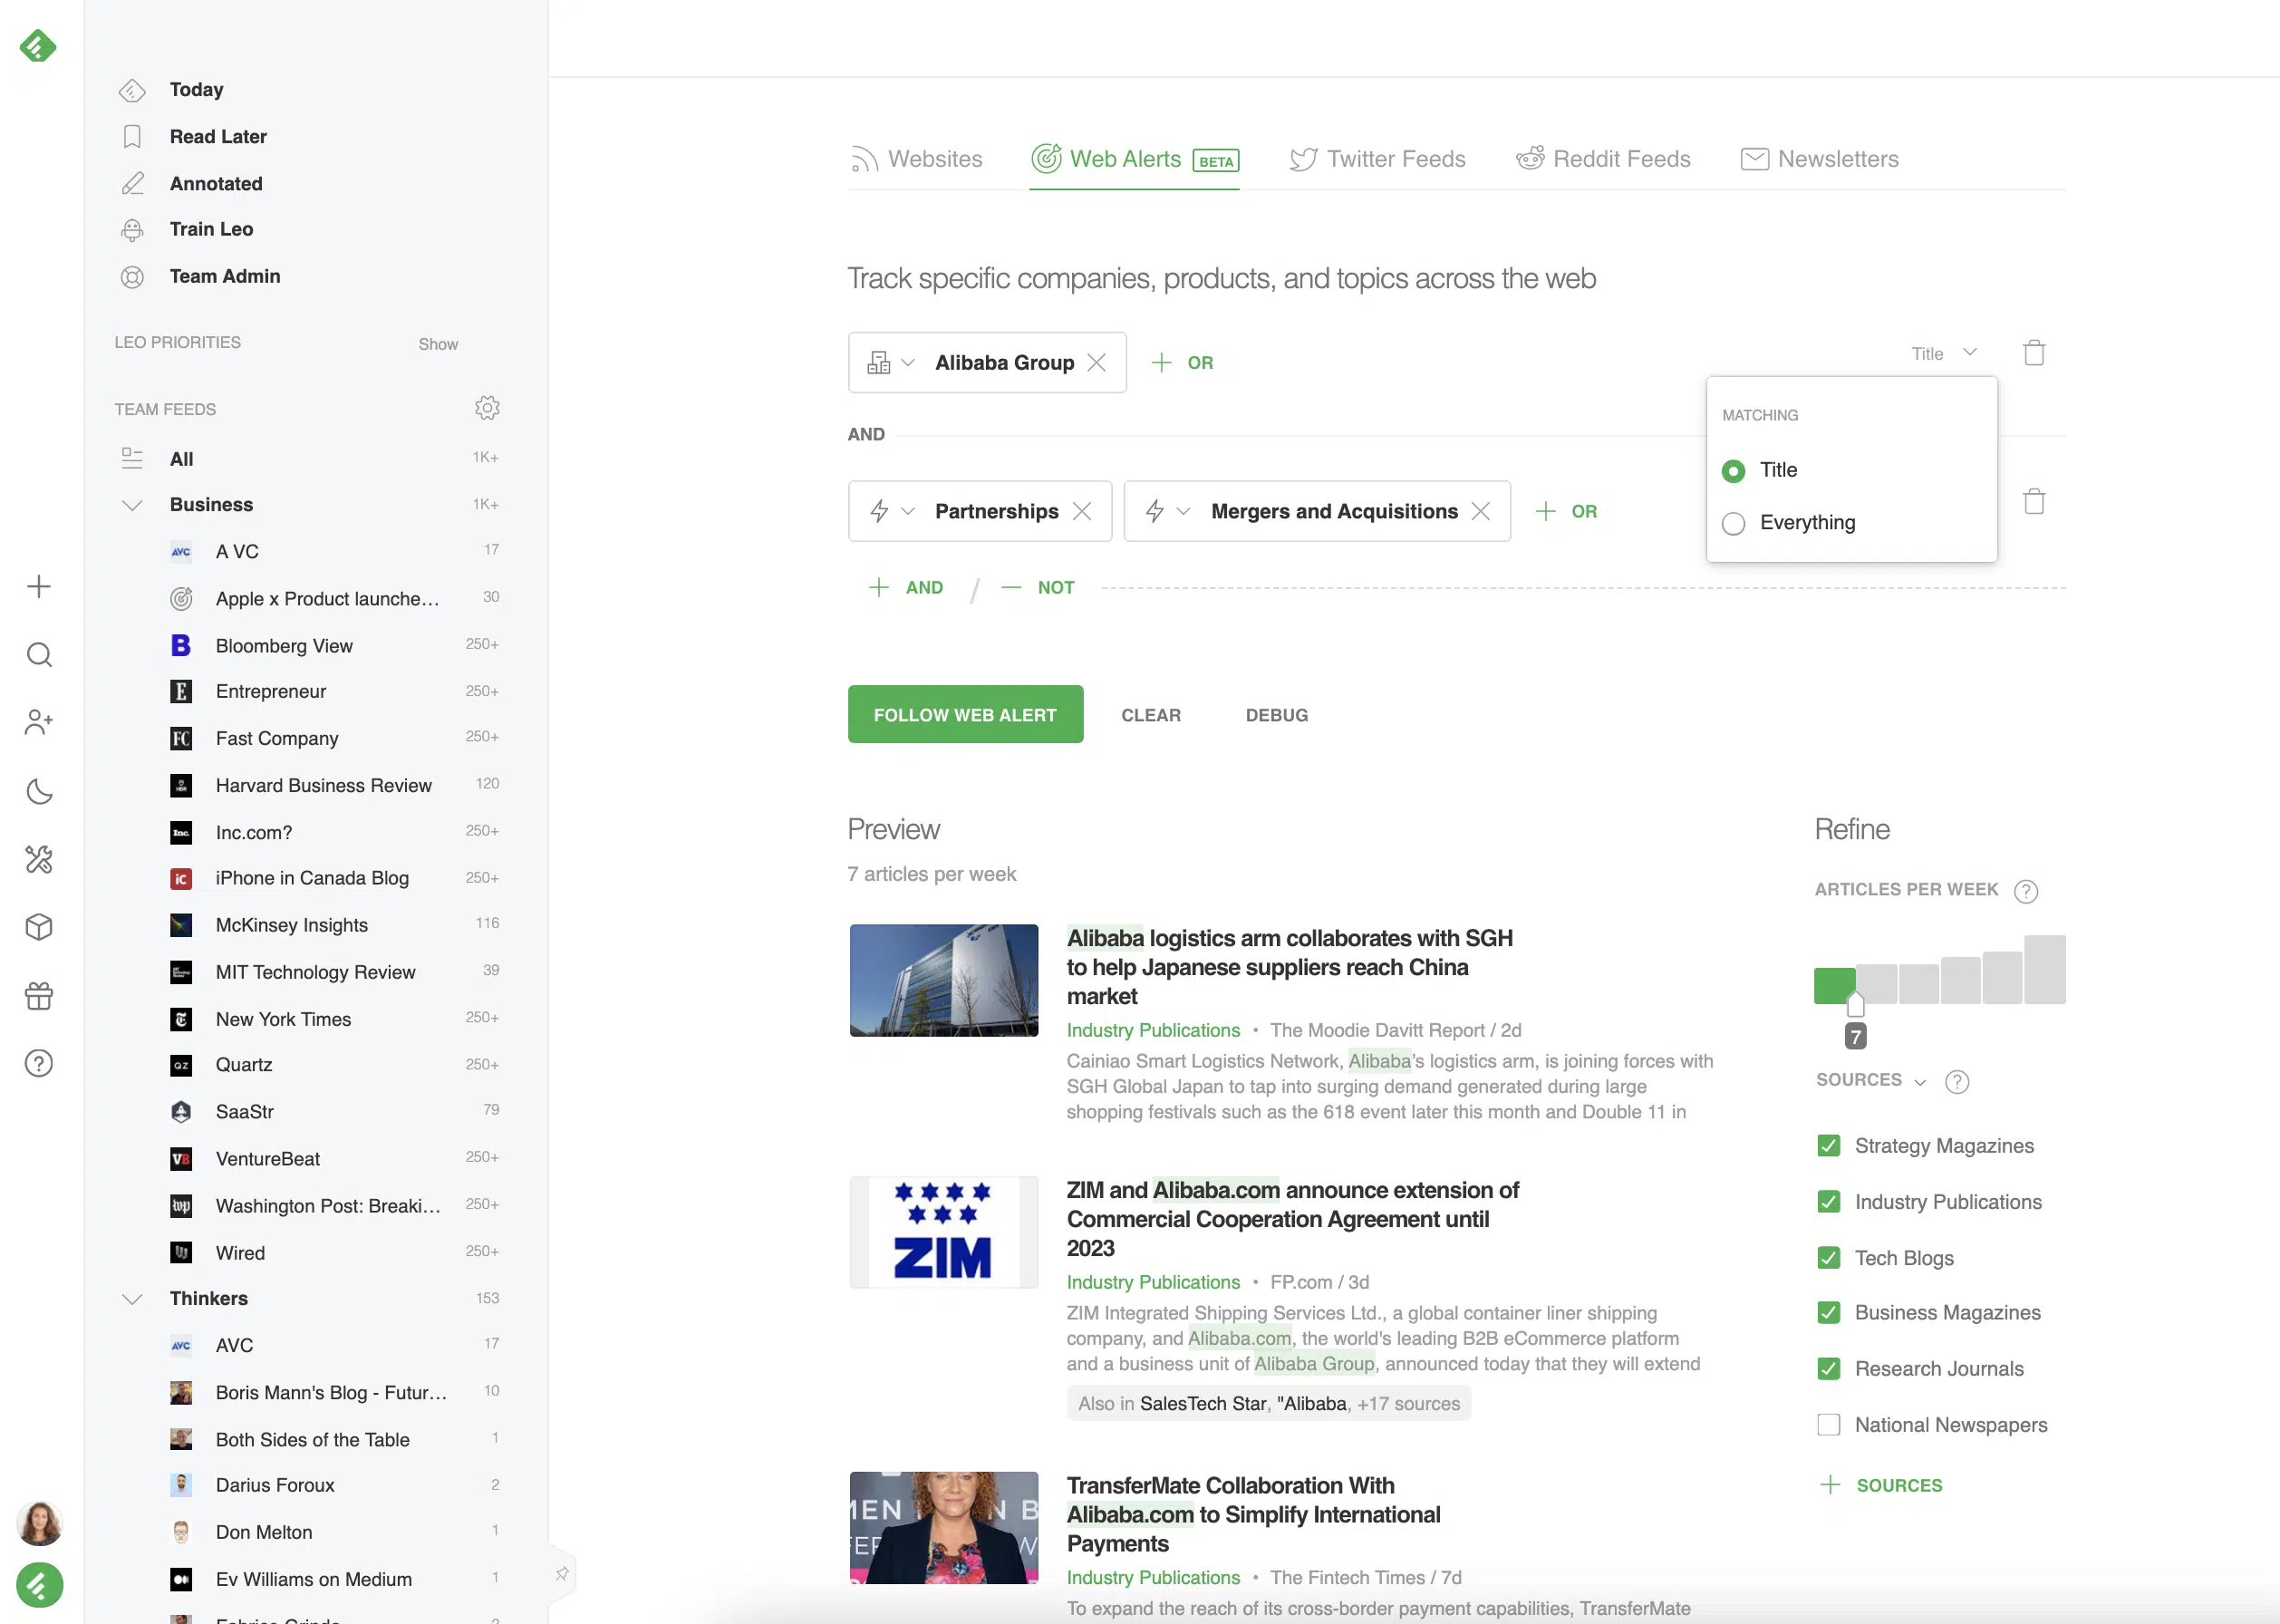 Today
Read Later
Annotated
Train Leo
Team Admin
LEO PRIORITIES Show
TEAM FEEDS
All 1K+
Business 1K+
A VC 17
Apple x Product launche... 30
Bloomberg View 250+
Entrepreneur 250+
Fast Company 250+
Harvard Business Review 120
Inc.com? 250+
iPhone in Canada Blog 250+
McKinsey Insights 116
MIT Technology Review 39
New York Times 250+
Quartz 250+
SaaStr 79
VentureBeat 250+
Washington Post: Breaki... 250+
Wired 250+
Thinkers 153
AVC 17
Boris Mann's Blog - Futur... 10
Both Sides of the Table 1
Darius Foroux 2
Don Melton 1
Ev Williams on Medium 1
Websites Web Alerts BETA Twitter Feeds Reddit Feeds Newsletters
Track specific companies, products, and topics across the web
Alibaba Group OR Title
AND
Partnerships Mergers and Acquisitions OR
AND / NOT
MATCHING
Title
Everything
FOLLOW WEB ALERT CLEAR DEBUG
Preview
7 articles per week
Alibaba logistics arm collaborates with SGH
to help Japanese suppliers reach China
market
Industry Publications • The Moodie Davitt Report / 2d
Cainiao Smart Logistics Network, Alibaba's logistics arm, is joining forces with
SGH Global Japan to tap into surging demand generated during large
shopping festivals such as the 618 event later this month and Double 11 in
ZIM
ZIM and Alibaba.com announce extension of
Commercial Cooperation Agreement until
2023
Industry Publications • FP.com / 3d
ZIM Integrated Shipping Services Ltd., a global container liner shipping
company, and Alibaba.com, the world's leading B2B eCommerce platform
and a business unit of Alibaba Group, announced today that they will extend
Also in SalesTech Star, "Alibaba, +17 sources
TransferMate Collaboration With
Alibaba.com to Simplify International
Payments
Industry Publications • The Fintech Times / 7d
To expand the reach of its cross-border payment capabilities, TransferMate
Refine
ARTICLES PER WEEK ?
7
SOURCES ?
Strategy Magazines
Industry Publications
Tech Blogs
Business Magazines
Research Journals
National Newspapers
SOURCES